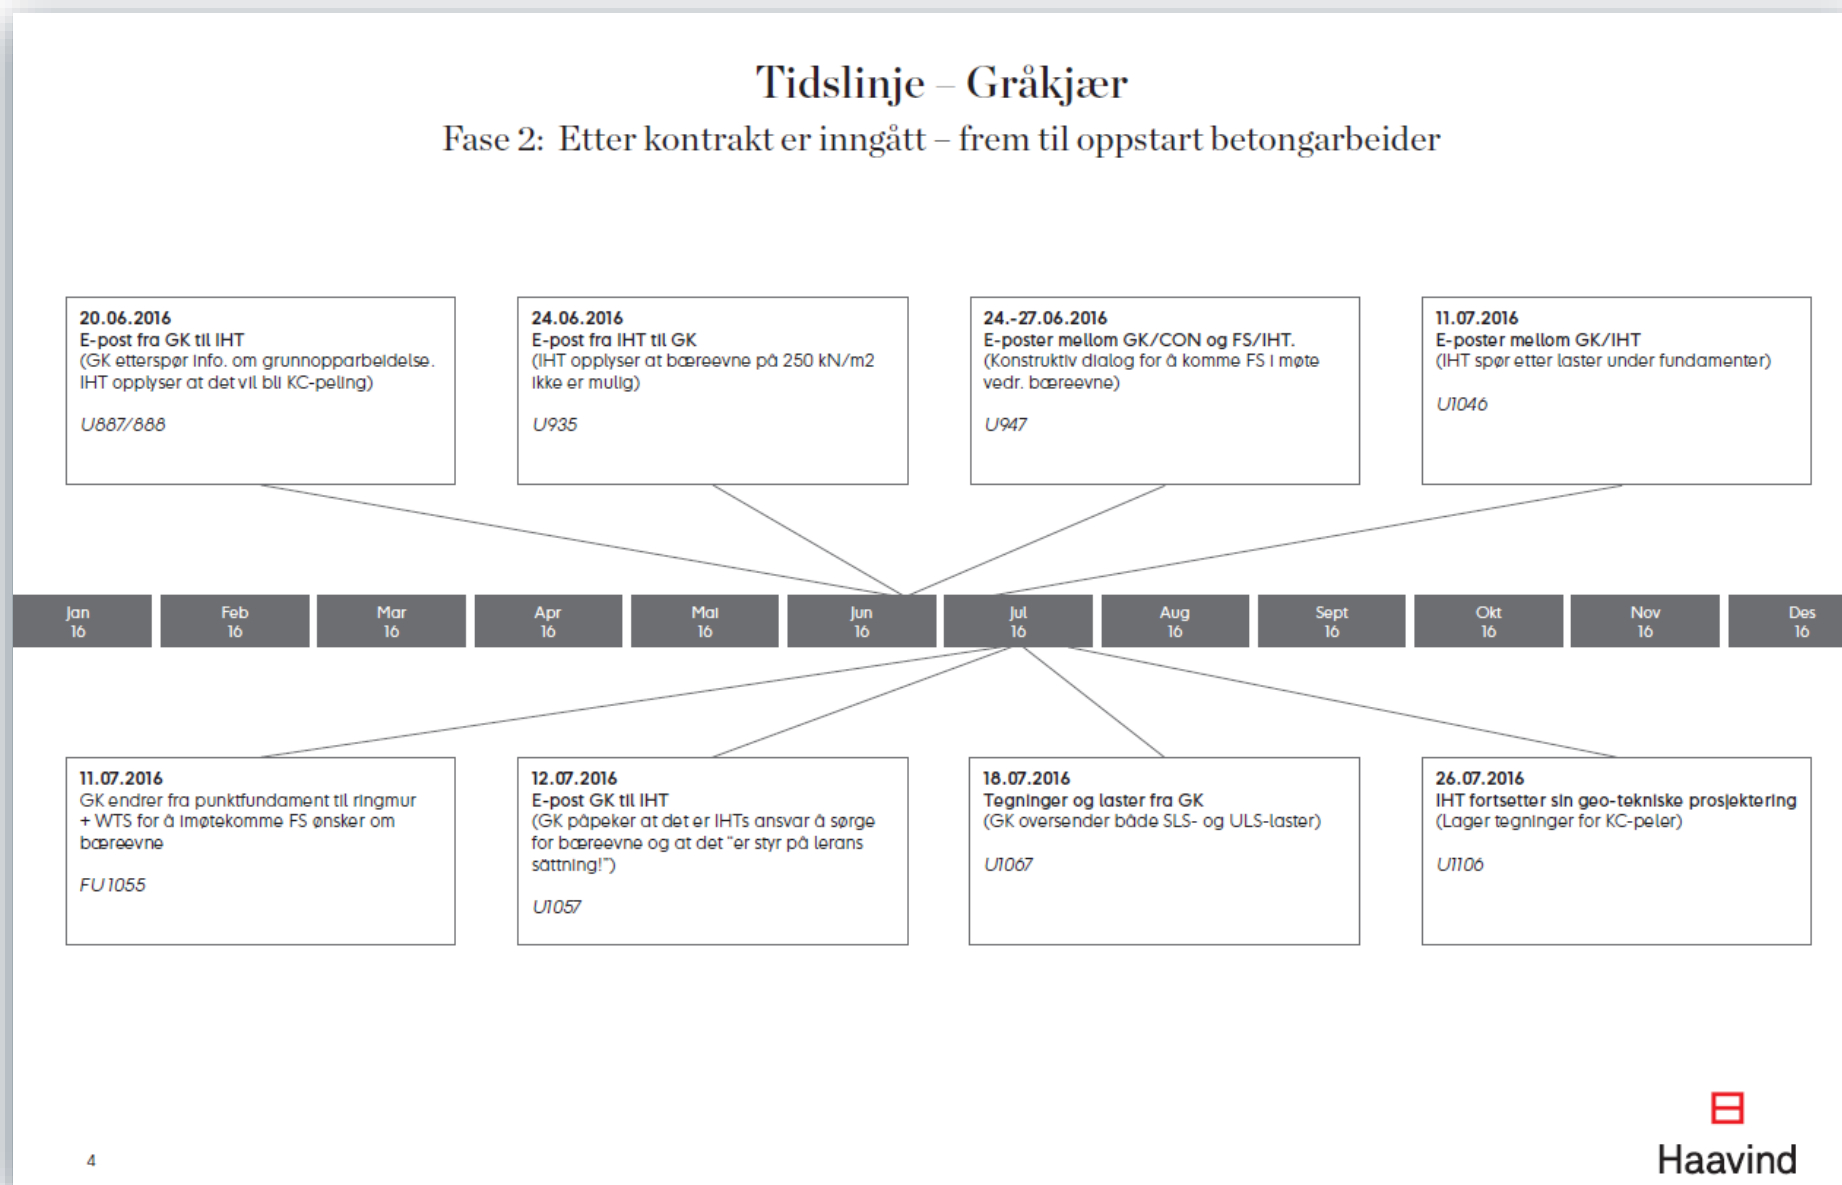 Tidslinje – Gråkjær
Fase 2: Etter kontrakt er inngått – frem til oppstart betongarbeider
20.06.2016
E-post fra GK til IHT
(GK etterspør info. om grunnopparbeidelse.
IHT opplyser at det vil bli KC-peling)
U887/888
24.06.2016
E-post fra IHT til GK
(IHT opplyser at bæreevne på 250 kN/m2
ikke er mulig)
U935
24.-27.06.2016
E-poster mellom GK/CON og FS/IHT.
(Konstruktiv dialog for å komme FS i møte
vedr. bæreevne)
U947
11.07.2016
E-poster mellom GK/IHT
(IHT spør etter laster under fundamenter)
U1046
Jan
16
Feb
16
Mar
16
Apr
16
Mai
16
Jun
16
Jul
16
Aug
16
Sept
16
Okt
16
Nov
16
Des
16
11.07.2016
GK endrer fra punktfundament til ringmur
+ WTS for å imøtekomme FS ønsker om
bæreevne
FU1055
12.07.2016
E-post GK til IHT
(GK påpeker at det er IHTs ansvar å sørge
for bæreevne og at det "er styr på lerans
sättning!")
U1057
18.07.2016
Tegninger og laster fra GK
(GK oversender både SLS- og ULS-laster)
U1067
26.07.2016
IHT fortsetter sin geo-tekniske prosjektering
(Lager tegninger for KC-peler)
U1106
4
Haavind